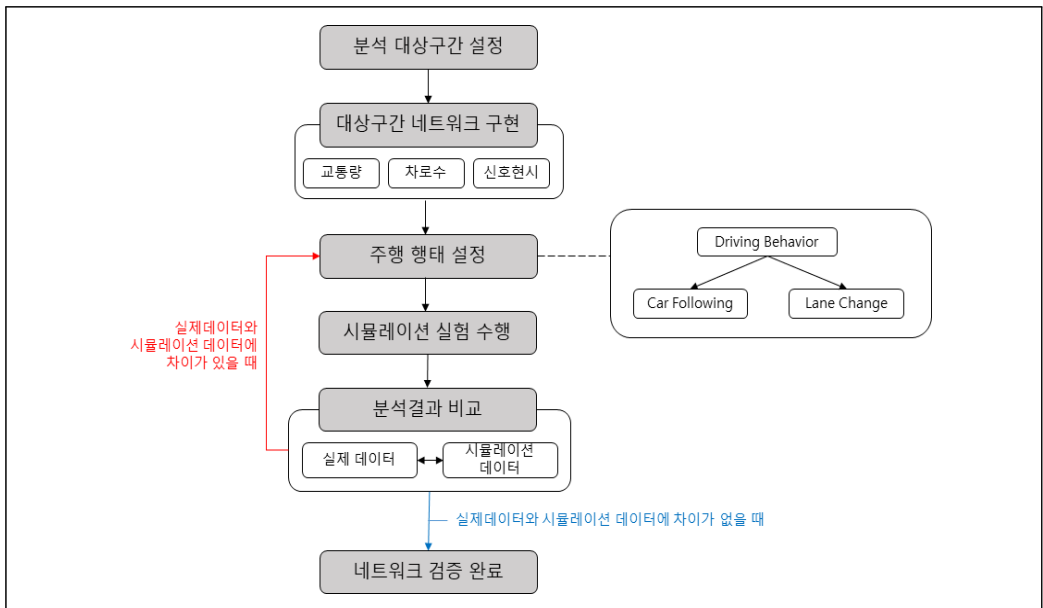 분석 대상구간 설정
대상구간 네트워크 구현
교통량
차로수
신호현시
주행 행태 설정
Driving Behavior
Car Following
Lane Change
시뮬레이션 실험 수행
실제데이터와
시뮬레이션 데이터에
차이가 있을 때
분석결과 비교
실제 데이터
시뮬레이션
데이터
실제데이터와 시뮬레이션 데이터에 차이가 없을 때
네트워크 검증 완료